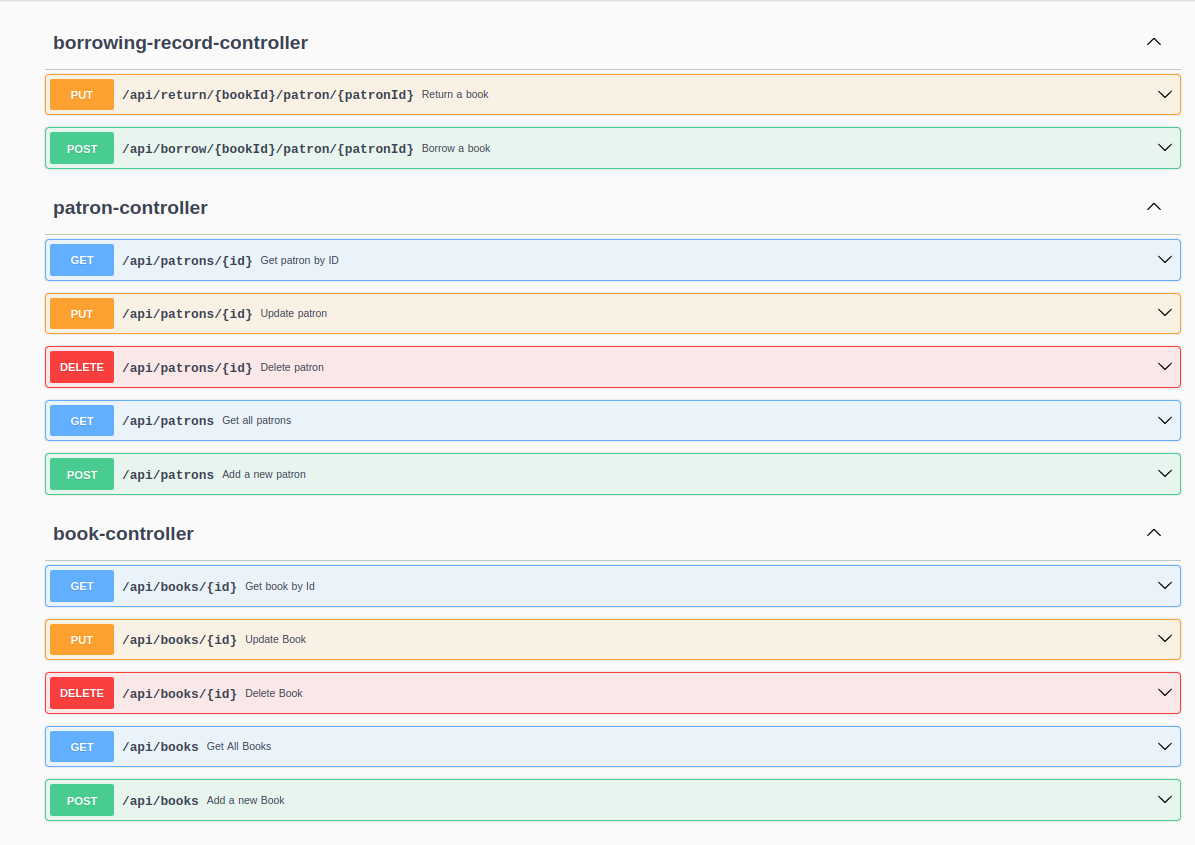 borrowing-record-controller
PUT /api/return/{bookId}/patron/{patronId} Return a book
POST /api/borrow/{bookId}/patron/{patronId} Borrow a book
patron-controller
GET /api/patrons/{id} Get patron by ID
PUT /api/patrons/{id} Update patron
DELETE /api/patrons/{id} Delete patron
GET /api/patrons Get all patrons
POST /api/patrons Add a new patron
book-controller
GET /api/books/{id} Get book by Id
PUT /api/books/{id} Update Book
DELETE /api/books/{id} Delete Book
GET /api/books Get All Books
POST /api/books Add a new Book